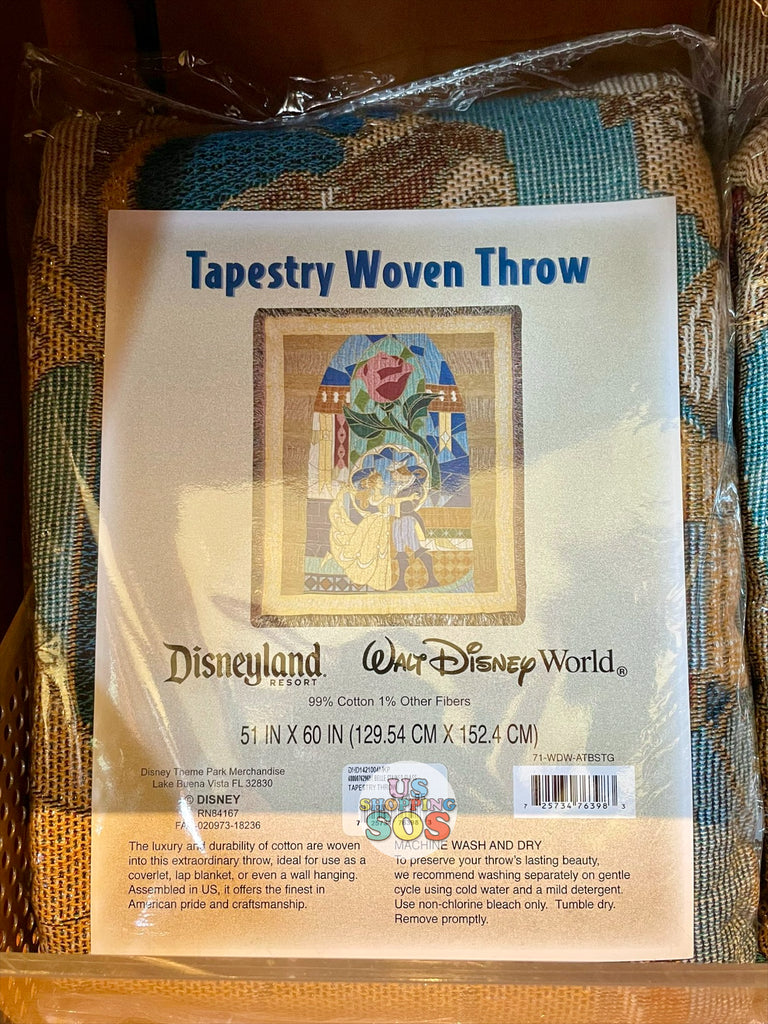 Tapestry Woven Throw
Disneyland®
RESORT
WALT DISNEY World®
99% Cotton 1% Other Fibers
51 IN X 60 IN (129.54 CM X 152.4 CM)
71-WDW-ATBSTG
Disney Theme Park Merchandise
Lake Buena Vista FL 32830
© DISNEY
RN84167
FAC-020973-18236
TAPESTRY THROW
US
SHOPPING
SOS
7 25734 76398 3
The luxury and durability of cotton are woven
into this extraordinary throw, ideal for use as a
coverlet, lap blanket, or even a wall hanging.
Assembled in US, it offers the finest in
American pride and craftsmanship.
MACHINE WASH AND DRY
To preserve your throw's lasting beauty,
we recommend washing separately on gentle
cycle using cold water and a mild detergent.
Use non-chlorine bleach only. Tumble dry.
Remove promptly.